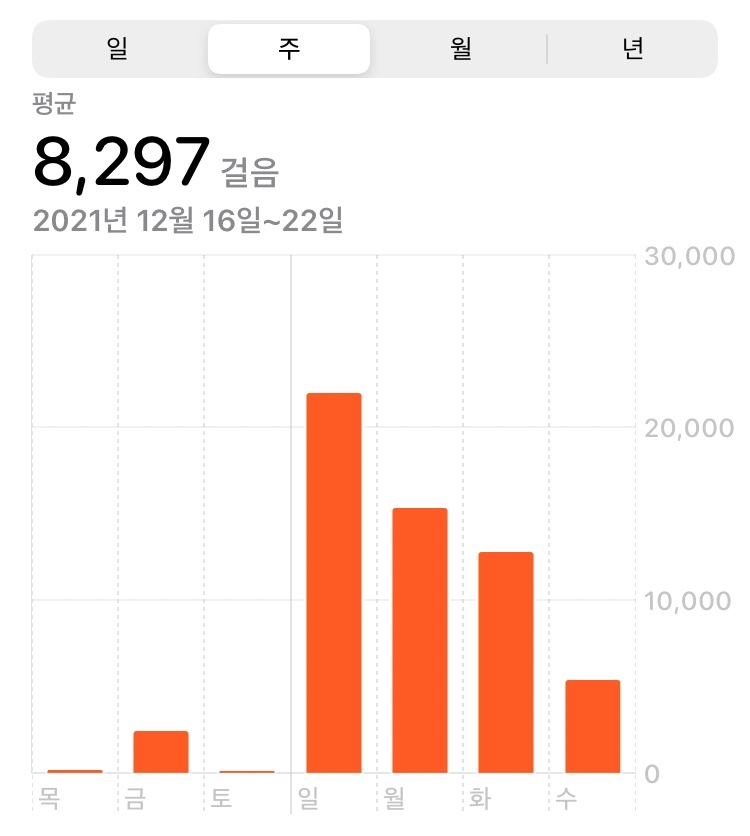 일 주 월 년
평균
8,297 걸음
2021년 12월 16일~22일
30,000
20,000
10,000
0
목 금 토 일 월 화 수